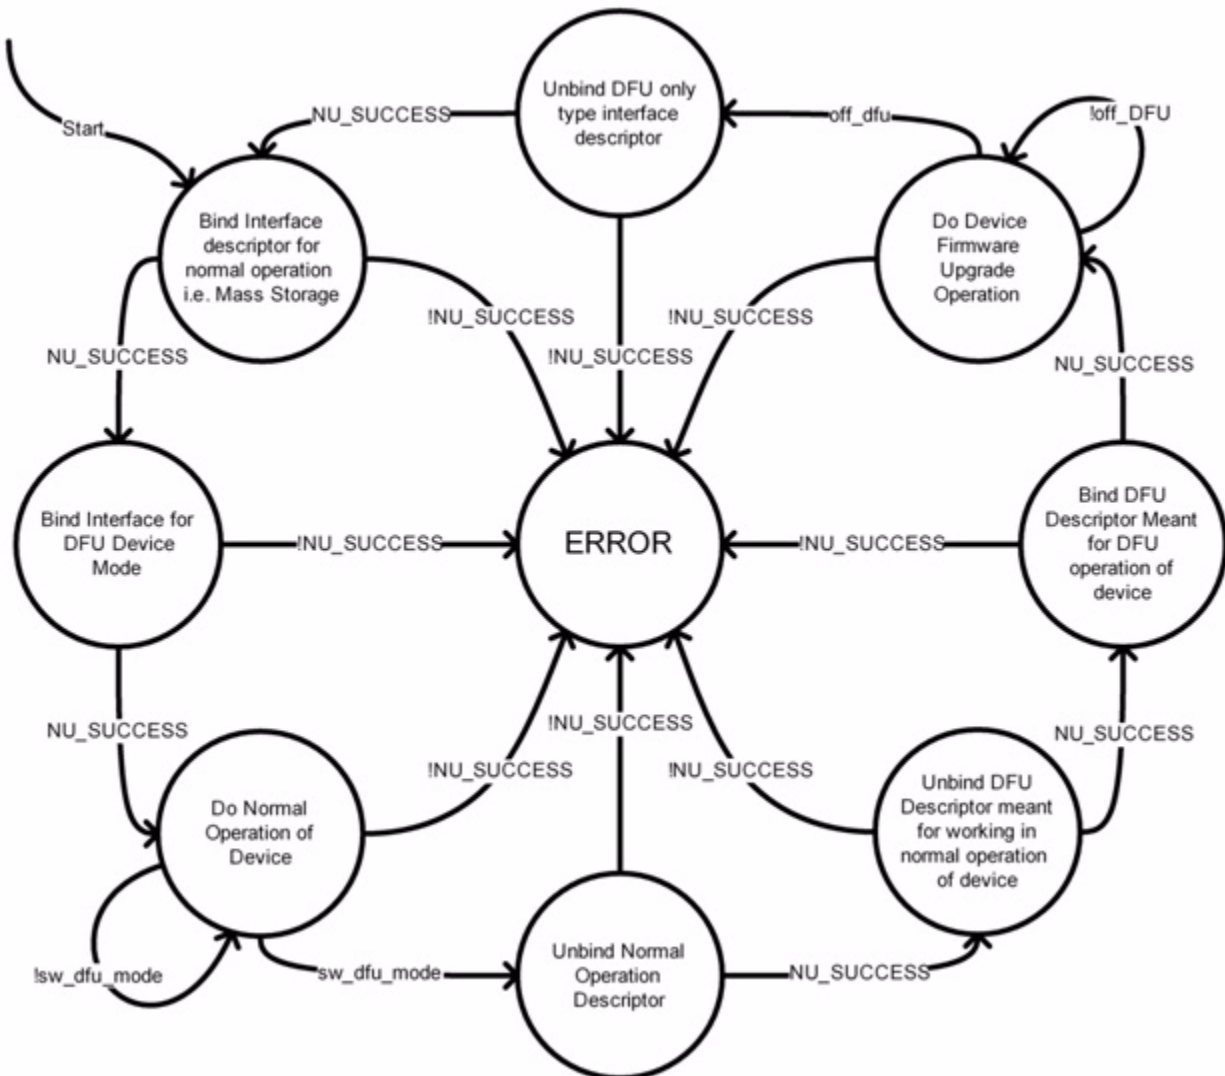 Unbind DFU only
type interface
descriptor
NU_SUCCESS
off_dfu
!off_DFU
Start
Bind Interface
descriptor for
normal operation
i.e. Mass Storage
Do Device
Firmware
Upgrade
Operation
!NU_SUCCESS
!NU_SUCCESS
NU_SUCCESS
!NU_SUCCESS
NU_SUCCESS
Bind Interface for
DFU Device
Mode
!NU_SUCCESS
ERROR
!NU_SUCCESS
Bind DFU
Descriptor Meant
for DFU
operation of
device
NU_SUCCESS
!NU_SUCCESS
NU_SUCCESS
!NU_SUCCESS
!NU_SUCCESS
Do Normal
Operation of
Device
Unbind DFU
Descriptor meant
for working in
normal operation
of device
!sw_dfu_mode
sw_dfu_mode
Unbind Normal
Operation
Descriptor
NU_SUCCESS